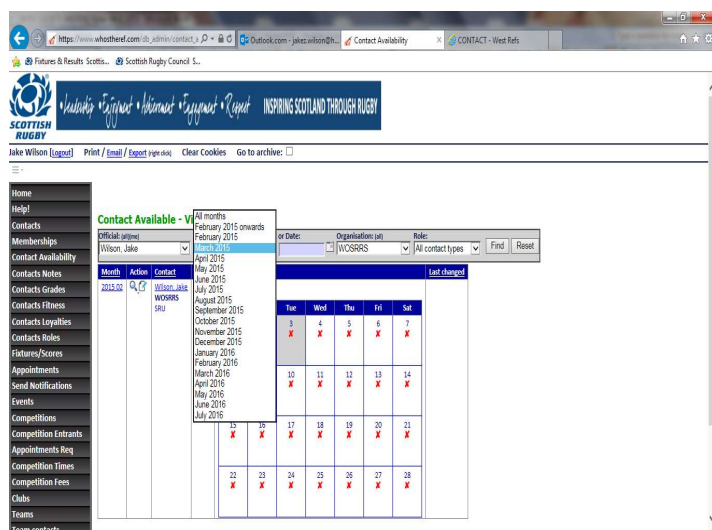 https://www.whostheref.com/db_admin/contact_a
Outlook.com - jakez.wilson@h...
Contact Availability
CONTACT - West Refs
Fixtures & Results Scottis...
Scottish Rugby Council S...
SCOTTISH RUGBY
•Leadership •Enjoyment •Achievement •Engagement •Respect INSPIRING SCOTLAND THROUGH RUGBY
Jake Wilson [Logout] Print / Email / Export (right click) Clear Cookies Go to archive:
Home
Help!
Contacts
Memberships
Contact Availability
Contacts Notes
Contacts Grades
Contacts Fitness
Contacts Loyalties
Contacts Roles
Fixtures/Scores
Appointments
Send Notifications
Events
Competitions
Competition Entrants
Appointments Req
Competition Times
Competition Fees
Clubs
Teams
Team contacts
Contact Available - Vi
Official: (all)(me)
Wilson, Jake
All months
February 2015 onwards
February 2015
March 2015
April 2015
May 2015
June 2015
July 2015
August 2015
September 2015
October 2015
November 2015
December 2015
January 2016
February 2016
March 2016
April 2016
May 2016
June 2016
July 2016
or Date:
Organisation: (all)
WOSRRS
Role:
All contact types
Find
Reset
Month Action Contact Last changed
2015 02 Wilson, Jake
WOSRRS
SRU
Tue Wed Thu Fri Sat
3 4 5 6 7
10 11 12 13 14
15 16 17 18 19 20 21
22 23 24 25 26 27 28